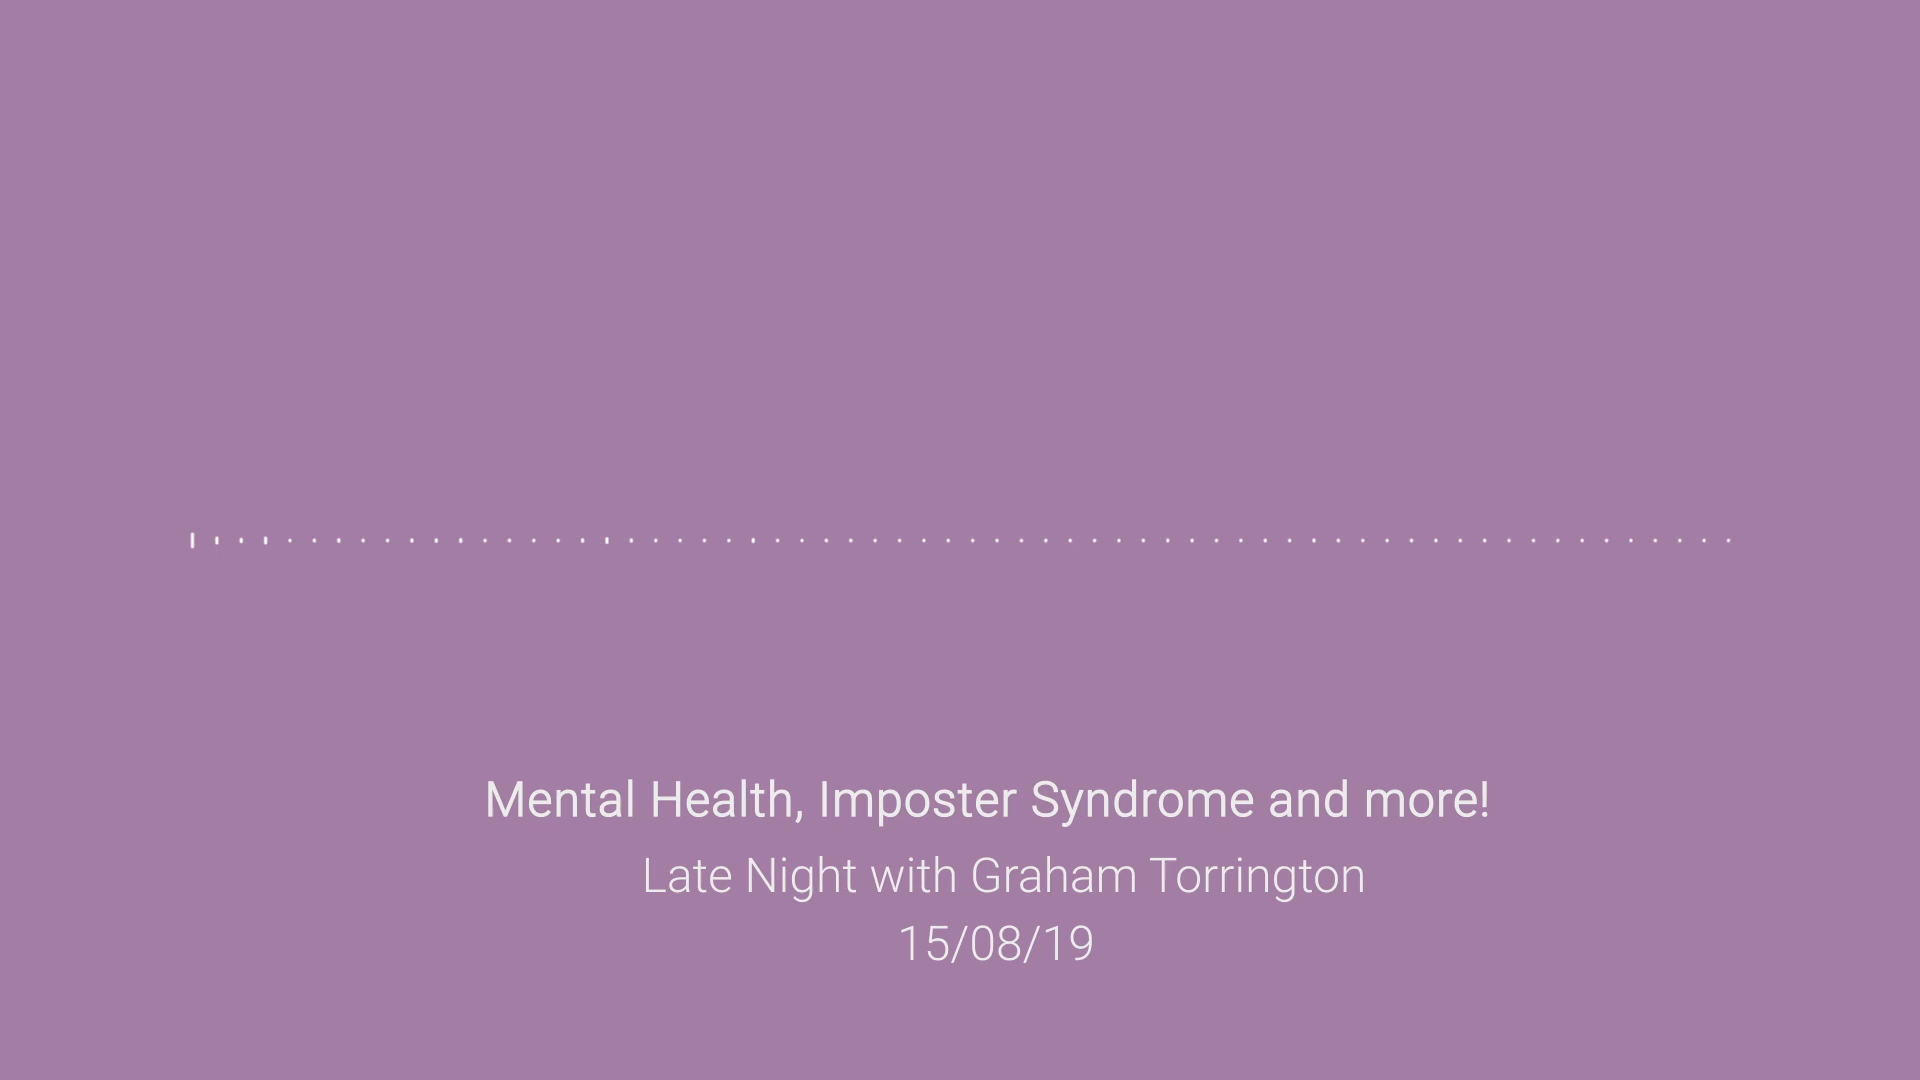 Mental Health, Imposter Syndrome and more!
Late Night with Graham Torrington
15/08/19